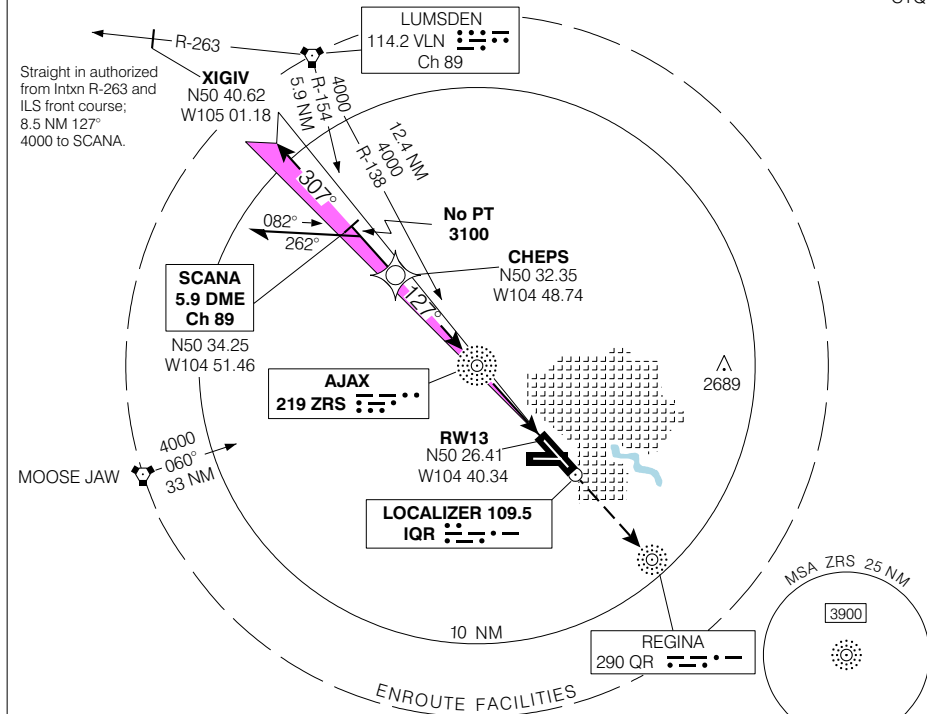 LUMSDEN
114.2 VLN
Ch 89
R-263
Straight in authorized
from Intxn R-263 and
ILS front course;
8.5 NM 127°
4000 to SCANA.
XIGIV
N50 40.62
W105 01.18
R-154
5.9 NM
4000
12.4 NM
4000
R-138
307°
082°
262°
No PT
3100
CHEPS
N50 32.35
W104 48.74
127°
SCANA
5.9 DME
Ch 89
N50 34.25
W104 51.46
AJAX
219 ZRS
2689
RW13
N50 26.41
W104 40.34
MOOSE JAW
4000
060°
33 NM
LOCALIZER 109.5
IQR
10 NM
REGINA
290 QR
ENROUTE FACILITIES
MSA ZRS 25 NM
3900